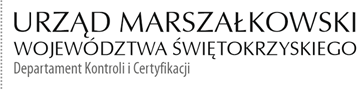 URZĄD MARSZAŁKOWSKI
WOJEWÓDZTWA ŚWIĘTOKRZYSKIEGO
Departament Kontroli i Certyfikacji